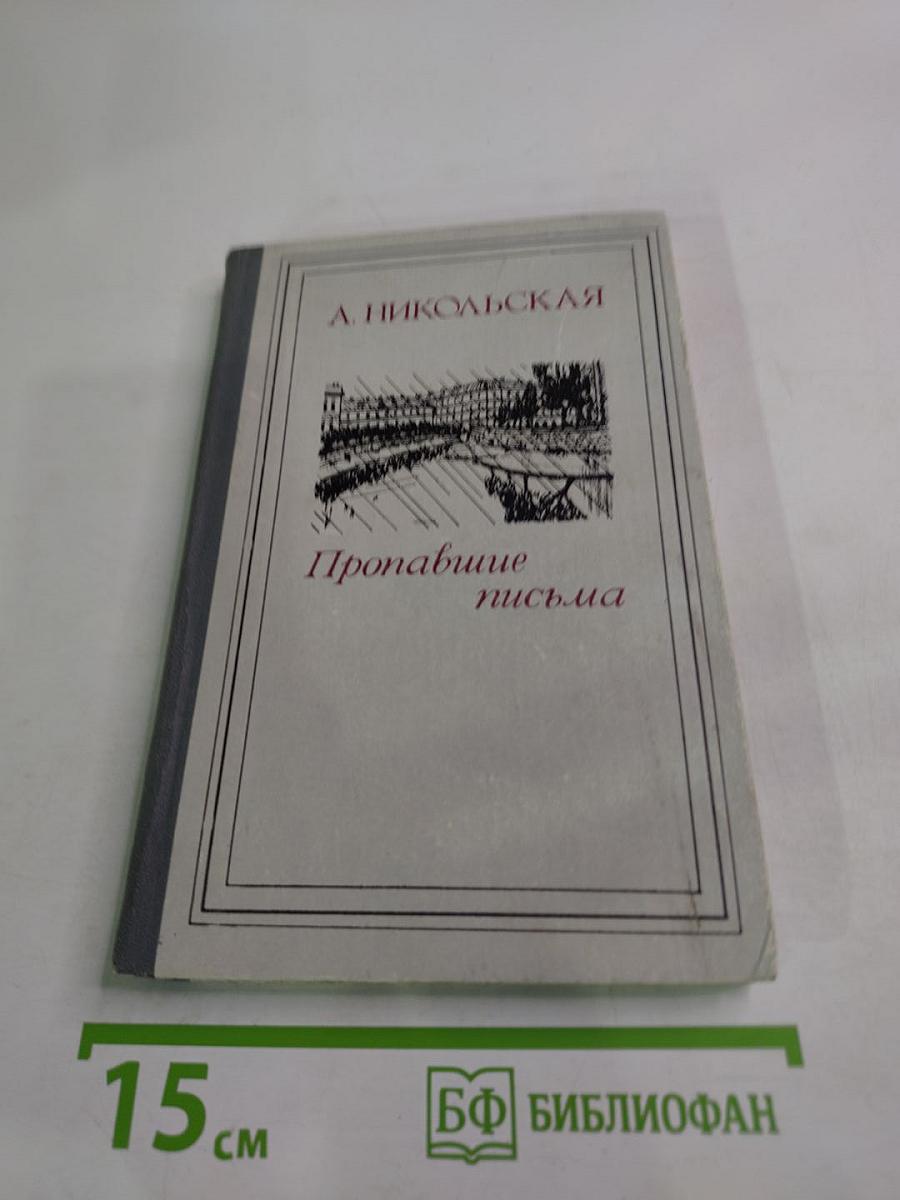 А. НИКОЛЬСКАЯ
Пропавшие
письма
15 см
БФ БИБЛИОФАН